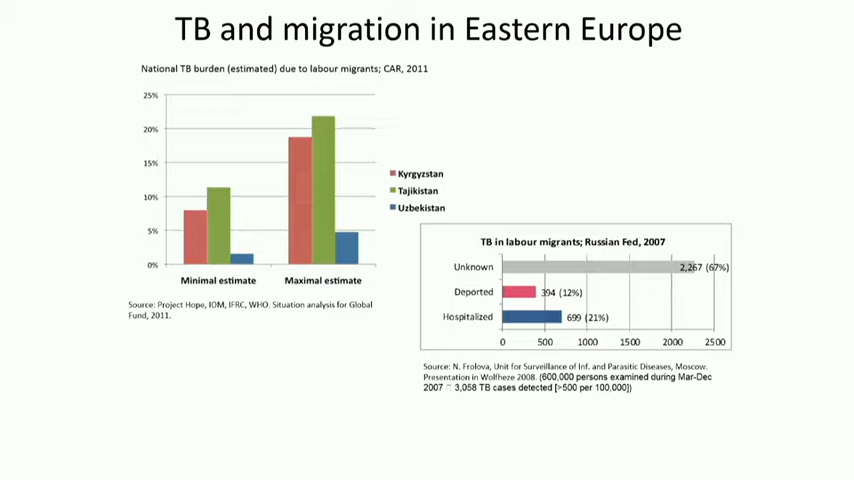 TB and migration in Eastern Europe
National TB burden (estimated) due to labour migrants; CAR, 2011
25%
20%
15%
10%
5%
0%
Minimal estimate
Maximal estimate
Kyrgyzstan
Tajikistan
Uzbekistan
Source: Project Hope, IOM, IFRC, WHO. Situation analysis for Global
Fund, 2011.
TB in labour migrants; Russian Fed, 2007
Unknown
2,267 (67%)
Deported
394 (12%)
Hospitalized
699 (21%)
0
500
1000
1500
2000
2500
Source: N. Frolova, Unit for Surveillance of Inf. and Parasitic Diseases, Moscow.
Presentation in Wolfheze 2008. (600,000 persons examined during Mar-Dec
2007 3,058 TB cases detected [>500 per 100,000])